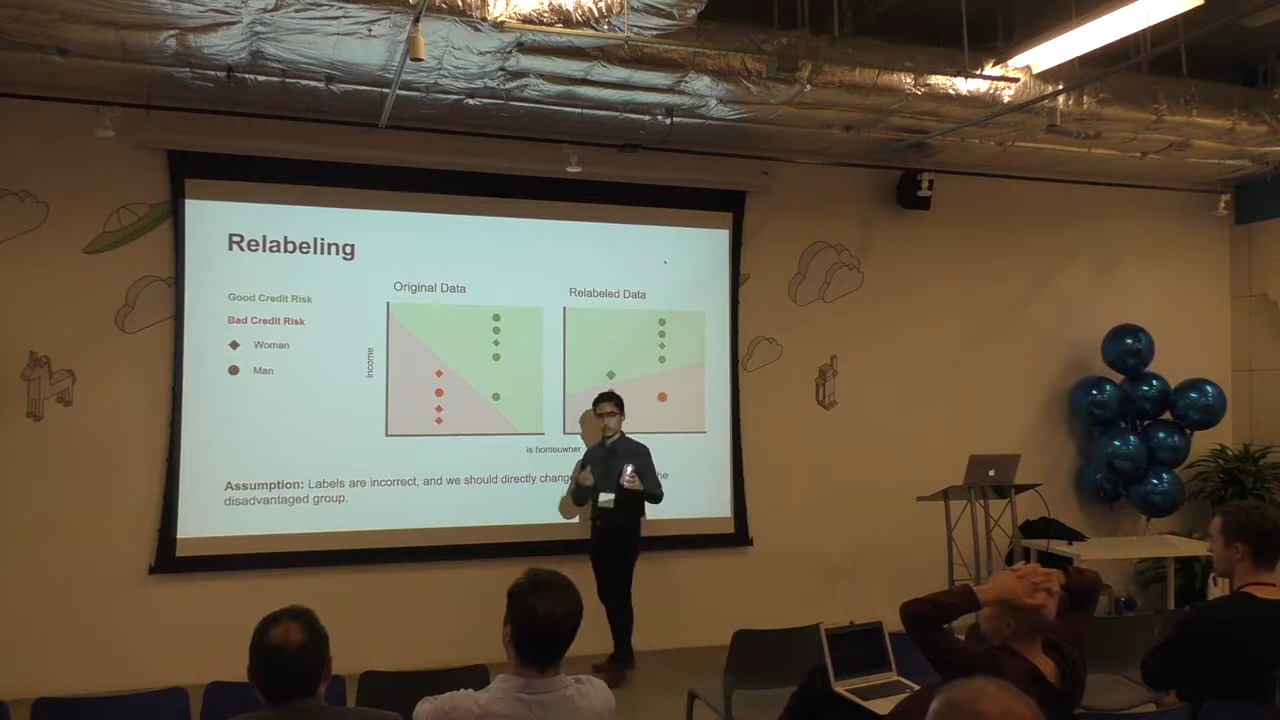 Relabeling
Original Data
Relabeled Data
Good Credit Risk
Bad Credit Risk
Woman
Man
income
is homeowner
Assumption: Labels are incorrect, and we should directly change
disadvantaged group.